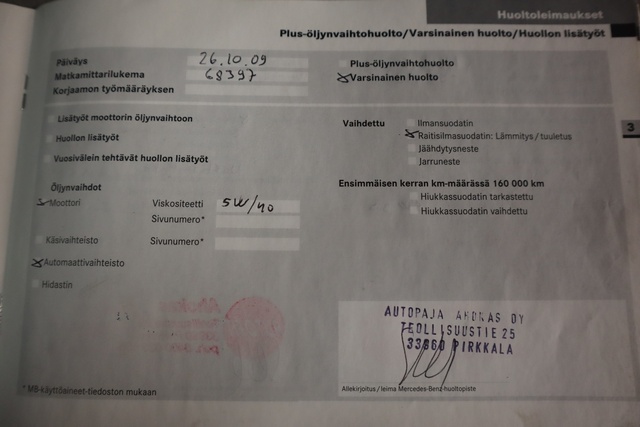 Huoltoleimaukset
Plus-öljynvaihtohuolto/Varsinainen huolto/Huollon lisätyöt
Päiväys 26.10.09
Matkamittarilukema 68397
Korjaamon työmääräyksen
Plus-öljynvaihtohuolto
Varsinainen huolto
Lisätyöt moottorin öljynvaihtoon
Huollon lisätyöt
Vuosivälein tehtävät huollon lisätyöt
Vaihdettu
Ilmansuodatin
Raitisilmasuodatin: Lämmitys/tuuletus
Jäähdytysneste
Jarruneste
3
Ensimmäisen kerran km-määrässä 160 000 km
Hiukkassuodatin tarkastettu
Hiukkassuodatin vaihdettu
Öljynvaihdot
Moottori Viskositeetti 5W/40
Sivunumero*
Käsivaihteisto Sivunumero*
Automaattivaihteisto
Hidastin
AUTOPAJA AHONAS OY
TEOLLISUUSTIE 25
33960 PIRKKALA
* MB-käyttöaineet-tiedoston mukaan
Allekirjoitus/leima Mercedes-Benz-huoltopiste